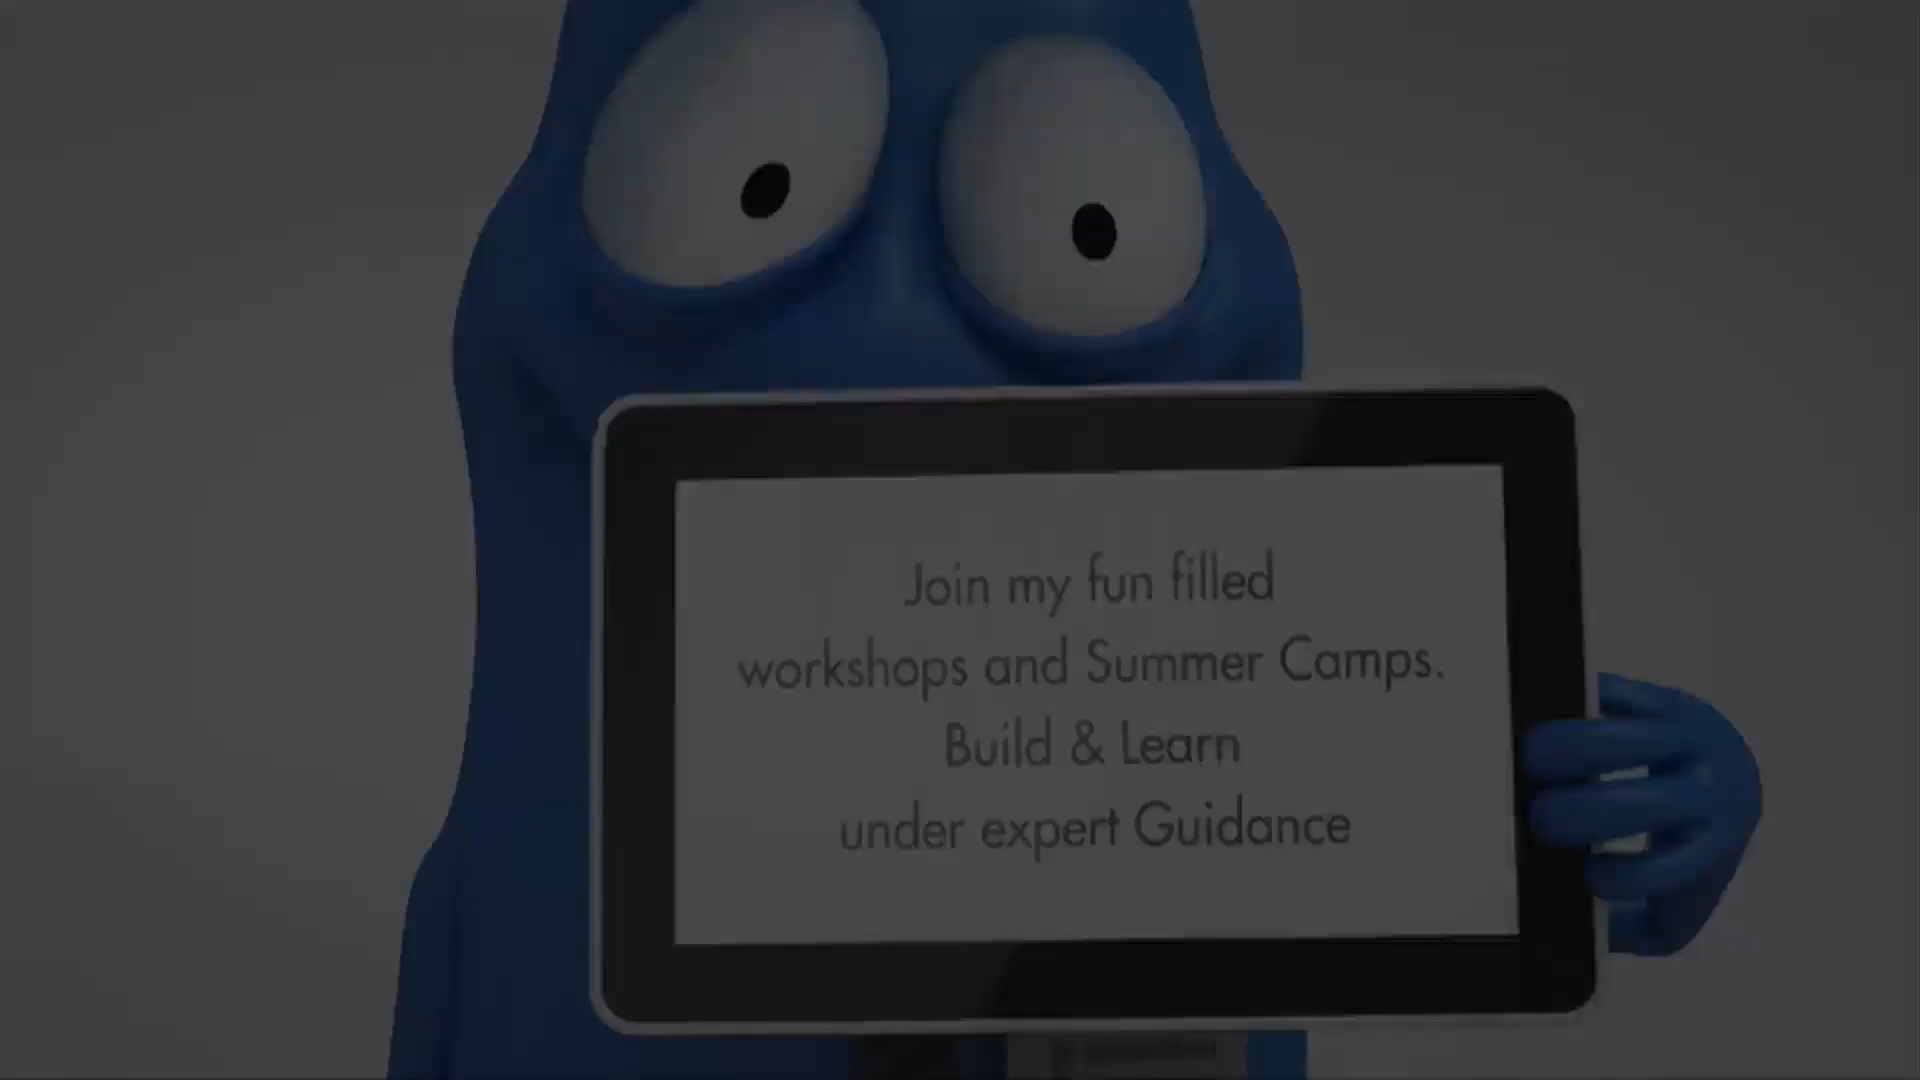 Join my fun filled
workshops and Summer Camps.
Build & Learn
under expert Guidance